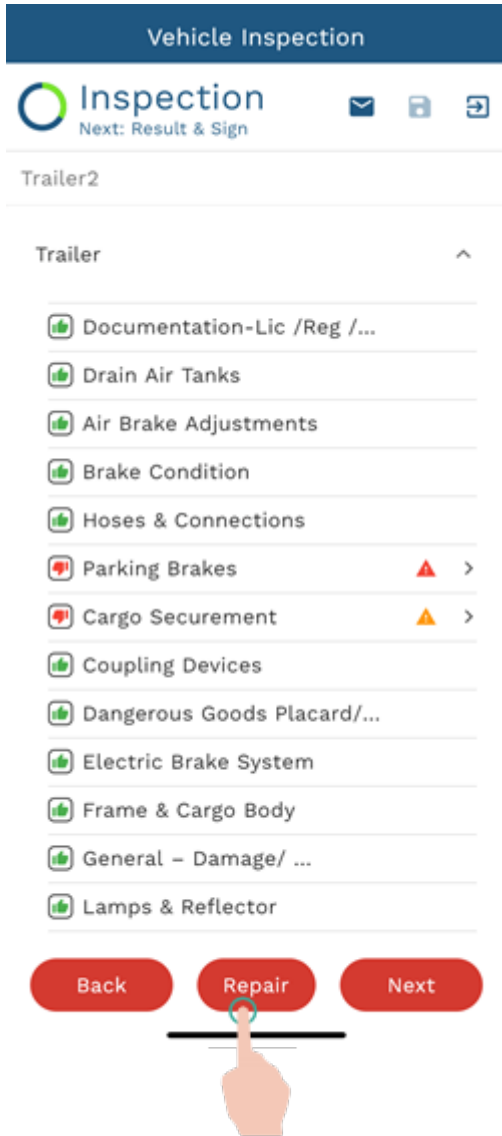 Vehicle Inspection
Inspection
Next: Result & Sign
Trailer2
Trailer
Documentation-Lic /Reg /...
Drain Air Tanks
Air Brake Adjustments
Brake Condition
Hoses & Connections
Parking Brakes
Cargo Securement
Coupling Devices
Dangerous Goods Placard/...
Electric Brake System
Frame & Cargo Body
General – Damage/ ...
Lamps & Reflector
Back Repair Next